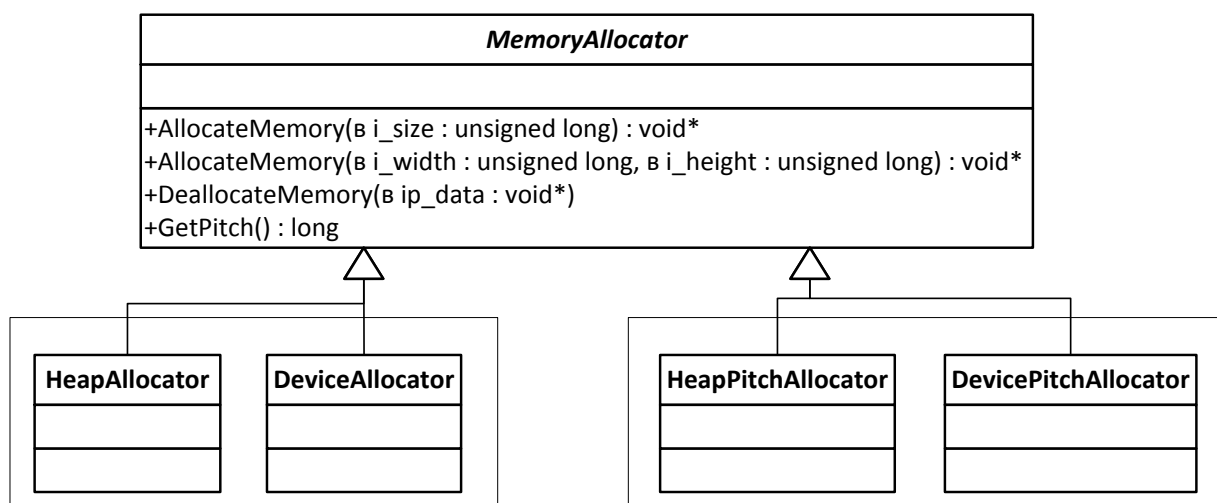 MemoryAllocator
+AllocateMemory(в i_size : unsigned long) : void*
+AllocateMemory(в i_width : unsigned long, в i_height : unsigned long) : void*
+DeallocateMemory(в ip_data : void*)
+GetPitch() : long
HeapAllocator
DeviceAllocator
HeapPitchAllocator
DevicePitchAllocator